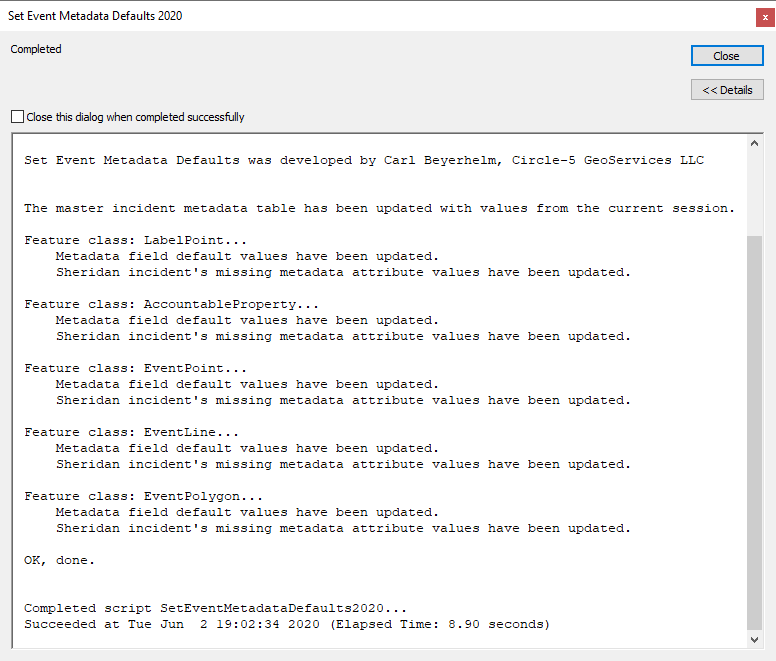 Set Event Metadata Defaults 2020
x
Completed
Close
<< Details
Close this dialog when completed successfully
Set Event Metadata Defaults was developed by Carl Beyerhelm, Circle-5 GeoServices LLC
The master incident metadata table has been updated with values from the current session.
Feature class: LabelPoint...
Metadata field default values have been updated.
Sheridan incident's missing metadata attribute values have been updated.
Feature class: AccountableProperty...
Metadata field default values have been updated.
Sheridan incident's missing metadata attribute values have been updated.
Feature class: EventPoint...
Metadata field default values have been updated.
Sheridan incident's missing metadata attribute values have been updated.
Feature class: EventLine...
Metadata field default values have been updated.
Sheridan incident's missing metadata attribute values have been updated.
Feature class: EventPolygon...
Metadata field default values have been updated.
Sheridan incident's missing metadata attribute values have been updated.
OK, done.
Completed script SetEventMetadataDefaults2020...
Succeeded at Tue Jun  2 19:02:34 2020 (Elapsed Time: 8.90 seconds)